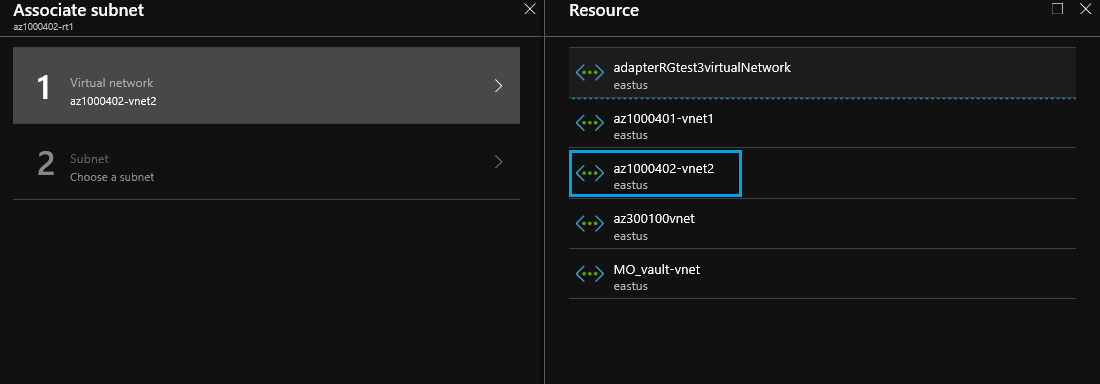 Associate subnet
az1000402-rt1
1
Virtual network
az1000402-vnet2
2
Subnet
Choose a subnet
Resource
adapterRGtest3virtualNetwork
eastus
az1000401-vnet1
eastus
az1000402-vnet2
eastus
az300100vnet
eastus
MO_vault-vnet
eastus